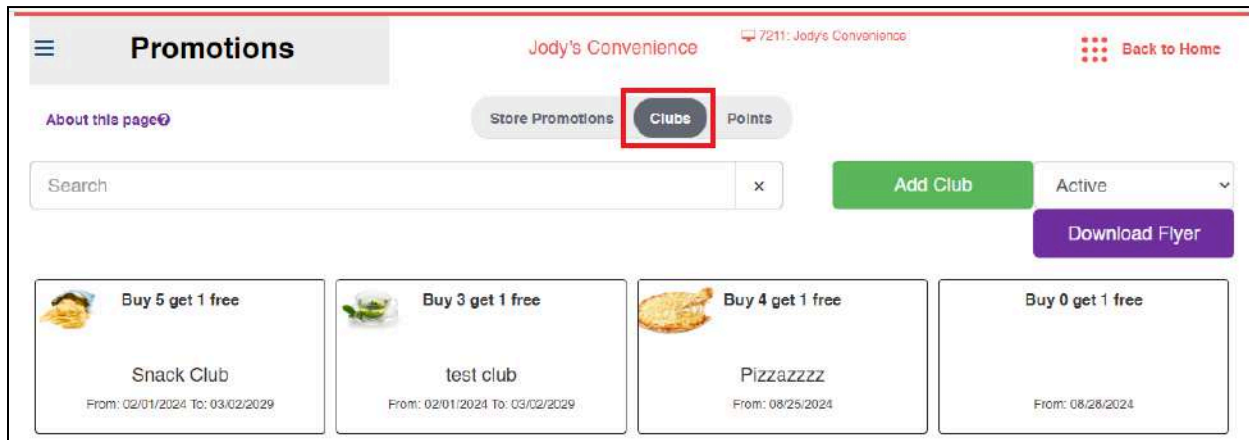 Promotions
Jody's Convenience
7211: Jody's Convenience
Back to Home
About this page
Store Promotions Clubs Points
Search
x
Add Club
Active
Download Flyer
Buy 5 get 1 free
Snack Club
From: 02/01/2024 To: 03/02/2029
Buy 3 get 1 free
test club
From: 02/01/2024 To: 03/02/2029
Buy 4 get 1 free
Pizzazzzz
From: 08/25/2024
Buy 0 get 1 free
From: 08/28/2024